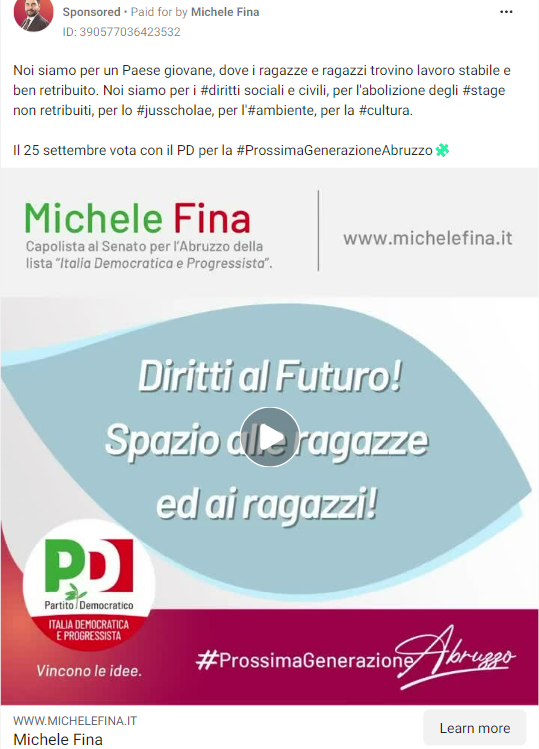 Sponsored • Paid for by Michele Fina
ID: 390577036423532
Noi siamo per un Paese giovane, dove i ragazze e ragazzi trovino lavoro stabile e
ben retribuito. Noi siamo per i #diritti sociali e civili, per l'abolizione degli #stage
non retribuiti, per lo #jusscholae, per l'#ambiente, per la #cultura.
Il 25 settembre vota con il PD per la #ProssimaGenerazioneAbruzzo
Michele Fina
Capolista al Senato per l'Abruzzo della
lista "Italia Democratica e Progressista".
www.michelefina.it
Diritti al Futuro!
Spazio alle ragazze
ed ai ragazzi!
PD
Partito Democratico
ITALIA DEMOCRATICA
E PROGRESSISTA
Vincono le idee.
#ProssimaGenerazione Abruzzo
WWW.MICHELEFINA.IT
Michele Fina
Learn more